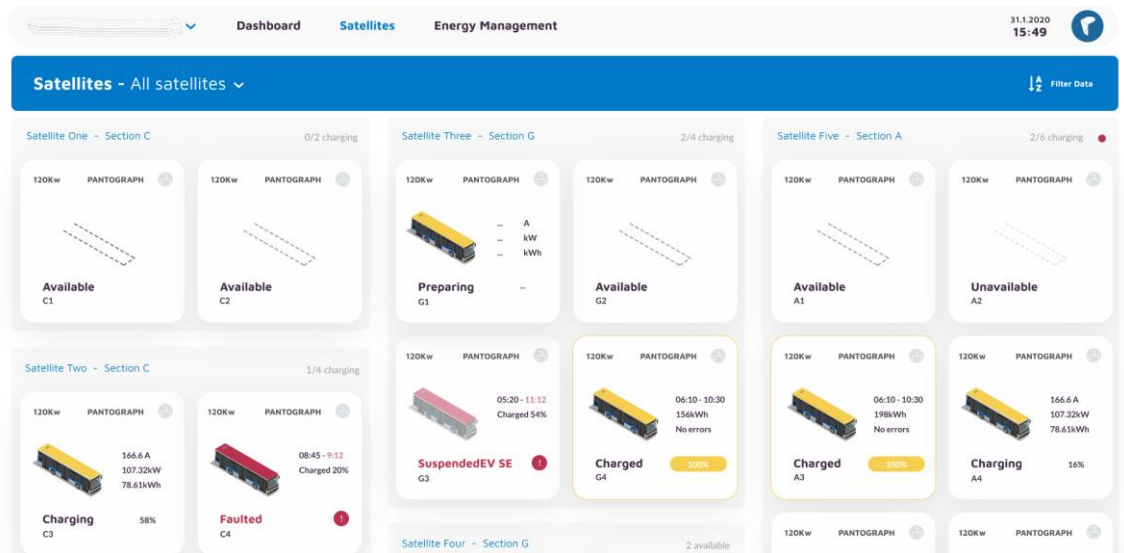 Dashboard Satellites Energy Management
31.1.2020
15:49
Satellites - All satellites
A
Z Filter Data
Satellite One - Section C 0/2 charging
120Kw PANTOGRAPH
Available
C1
120Kw PANTOGRAPH
Available
C2
Satellite Two - Section C 1/4 charging
120Kw PANTOGRAPH
166.6 A
107.32kW
78.61kWh
Charging 58%
C3
120Kw PANTOGRAPH
08:45 - 9:12
Charged 20%
Faulted !
C4
Satellite Three - Section G 2/4 charging
120Kw PANTOGRAPH
... A
... kW
... kWh
Preparing ...
G1
120Kw PANTOGRAPH
Available
G2
120Kw PANTOGRAPH
05:20 - 11:12
Charged 54%
SuspendedEV SE !
G3
120Kw PANTOGRAPH
06:10 - 10:30
156kWh
No errors
Charged 100%
G4
Satellite Four - Section G 2 available
Satellite Five - Section A 2/6 charging
120Kw PANTOGRAPH
Available
A1
120Kw PANTOGRAPH
Unavailable
A2
120Kw PANTOGRAPH
06:10 - 10:30
198kWh
No errors
Charged 100%
A3
120Kw PANTOGRAPH
166.6 A
107.32kW
78.61kWh
Charging 16%
A4
120Kw PANTOGRAPH
120Kw PANTOGRAPH